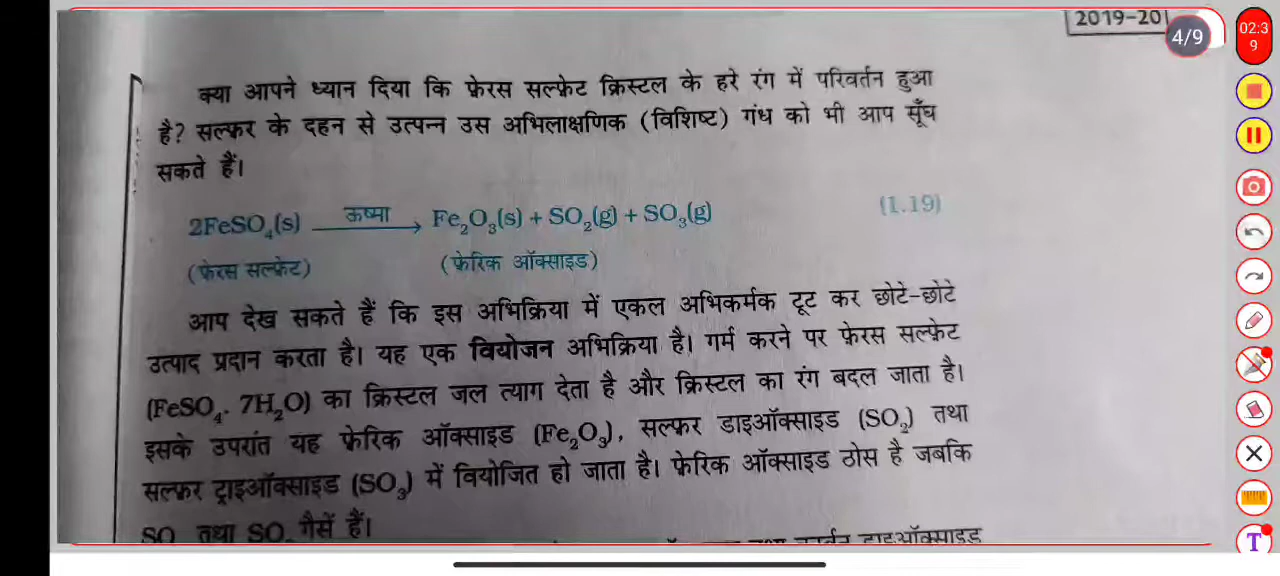 2019-20
4/9
02:3
9
क्या आपने ध्यान दिया कि फ़ेरस सल्फ़ेट क्रिस्टल के हरे रंग में परिवर्तन हुआ
है? सल्फ़र के दहन से उत्पन्न उस अभिलाक्षणिक (विशिष्ट) गंध को भी आप सूँघ
सकते हैं।
2FeSO₄(s) ऊष्मा → Fe₂O₃(s) + SO₂(g) + SO₃(g) (1.19)
(फ़ेरस सल्फ़ेट) (फ़ेरिक ऑक्साइड)
आप देख सकते हैं कि इस अभिक्रिया में एकल अभिकर्मक टूट कर छोटे-छोटे
उत्पाद प्रदान करता है। यह एक वियोजन अभिक्रिया है। गर्म करने पर फ़ेरस सल्फ़ेट
(FeSO₄. 7H₂O) का क्रिस्टल जल त्याग देता है और क्रिस्टल का रंग बदल जाता है।
इसके उपरांत यह फ़ेरिक ऑक्साइड (Fe₂O₃), सल्फ़र डाइऑक्साइड (SO₂) तथा
सल्फ़र ट्राइऑक्साइड (SO₃) में वियोजित हो जाता है। फ़ेरिक ऑक्साइड ठोस है जबकि
SO तथा SO गैसें हैं।
डाइऑक्साइड
T